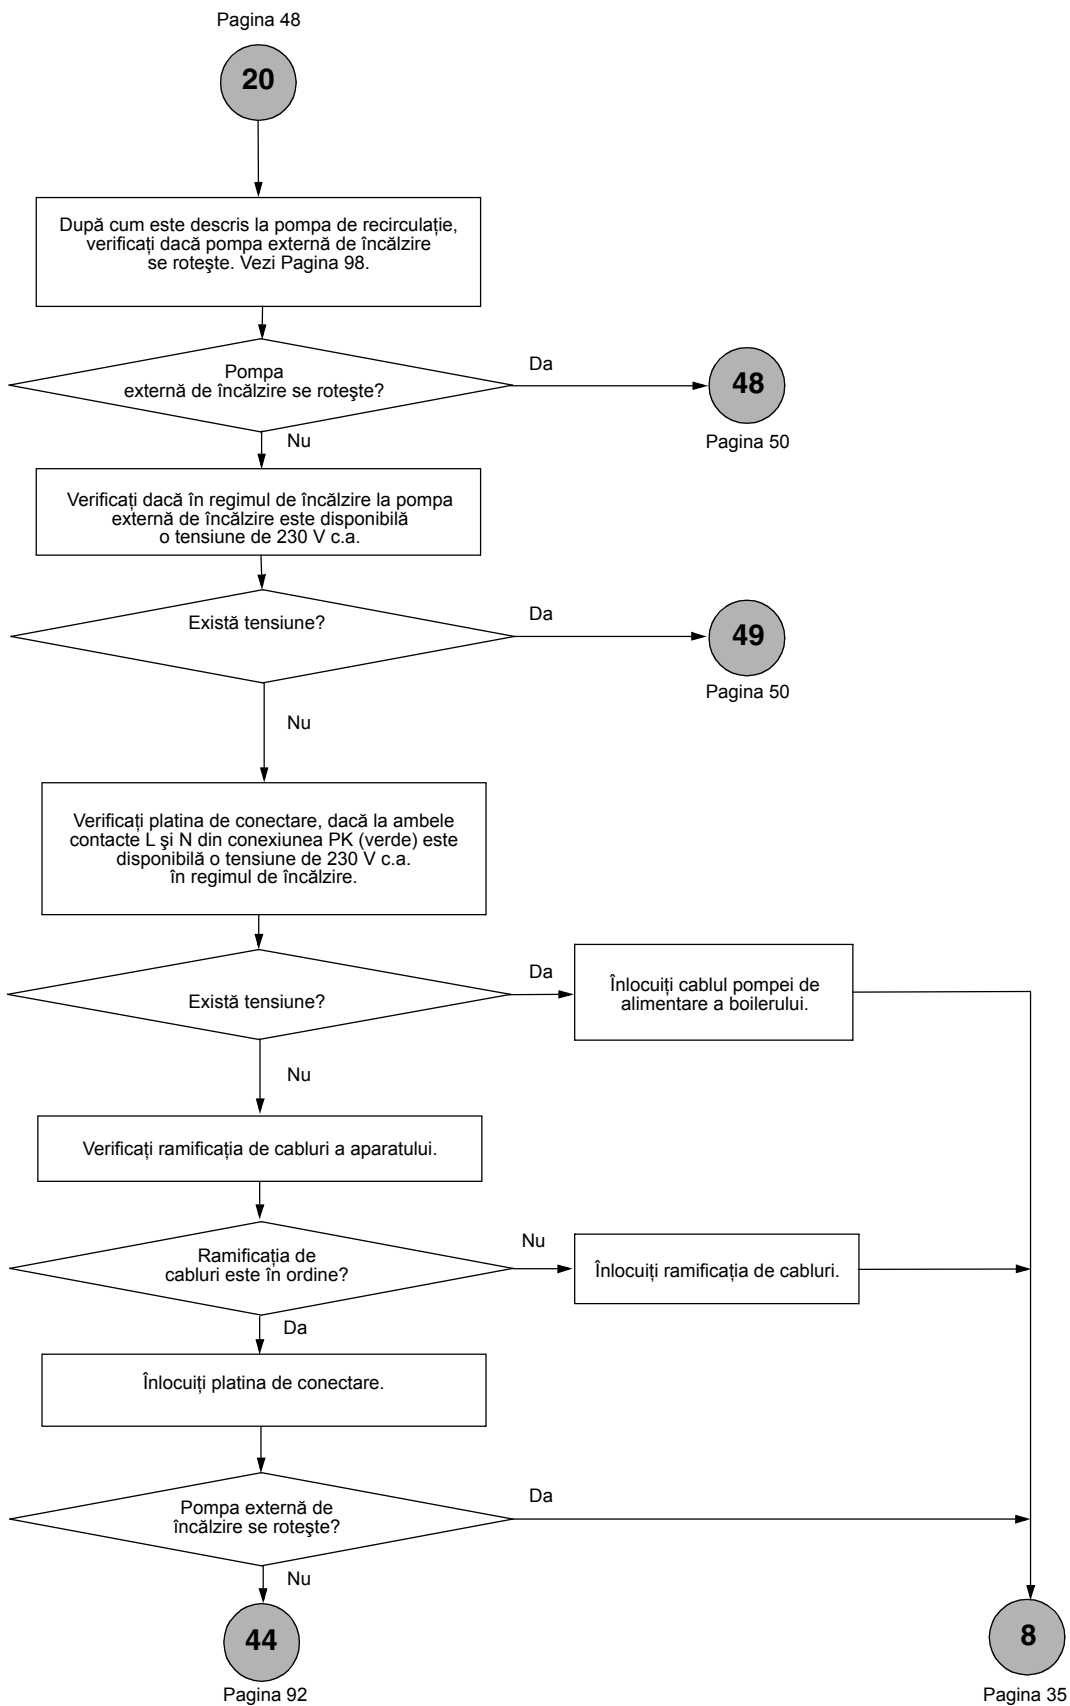 Pagina 48
20
După cum este descris la pompa de recirculație,
verificați dacă pompa externă de încălzire
se roteşte. Vezi Pagina 98.
Pompa
externă de încălzire se roteşte?
Da
48
Pagina 50
Nu
Verificați dacă în regimul de încălzire la pompa
externă de încălzire este disponibilă
o tensiune de 230 V c.a.
Există tensiune?
Da
49
Pagina 50
Nu
Verificați platina de conectare, dacă la ambele
contacte L şi N din conexiunea PK (verde) este
disponibilă o tensiune de 230 V c.a.
în regimul de încălzire.
Există tensiune?
Da
Înlocuiți cablul pompei de
alimentare a boilerului.
Nu
Verificați ramificația de cabluri a aparatului.
Ramificația de
cabluri este în ordine?
Nu
Înlocuiți ramificația de cabluri.
Da
Înlocuiți platina de conectare.
Pompa externă de
încălzire se roteşte?
Da
Nu
44
Pagina 92
8
Pagina 35